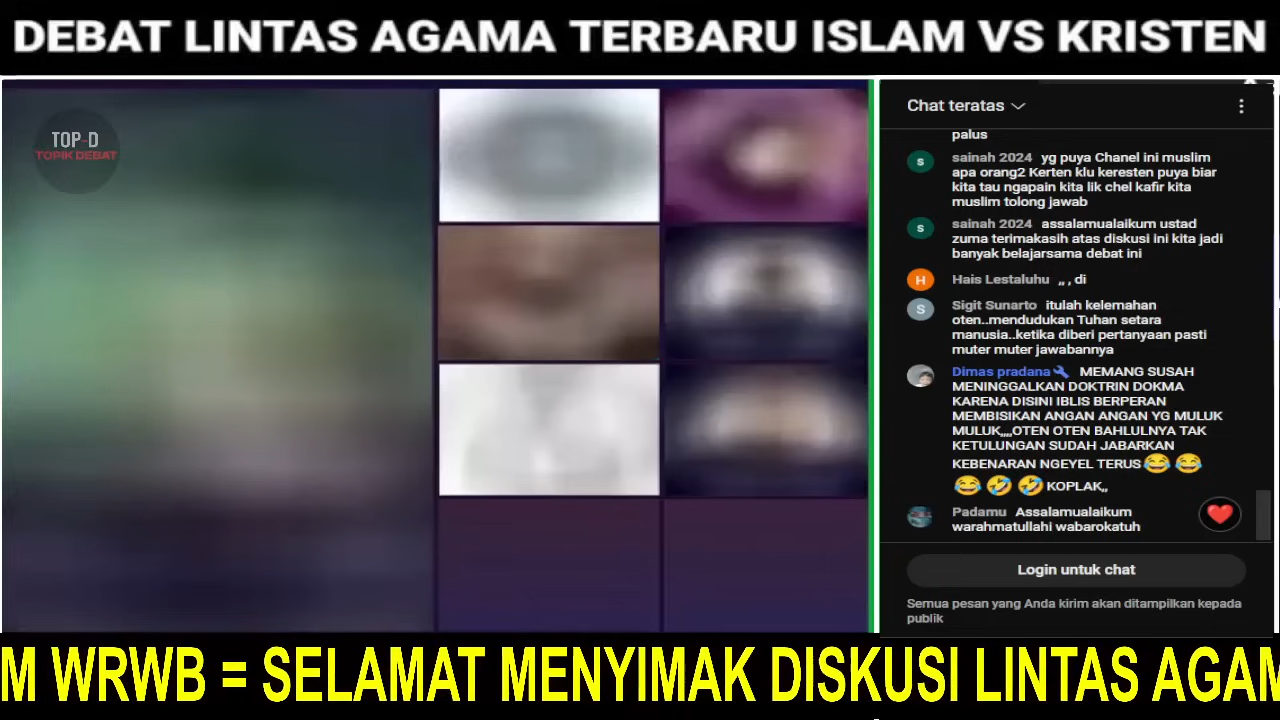 DEBAT LINTAS AGAMA TERBARU ISLAM VS KRISTEN
TOP-D
TOPIK DEBAT
Chat teratas
palus
sainah 2024 yg puya Chanel ini muslim
apa orang2 Kerten klu keresten puya biar
kita tau ngapain kita lik chel kafir kita
muslim tolong jawab
sainah 2024 assalamualaikum ustad
zuma terimakasih atas diskusi ini kita jadi
banyak belajarsama debat ini
Hais Lestaluhu ,, , di
Sigit Sunarto itulah kelemahan
oten..mendudukan Tuhan setara
manusia..ketika diberi pertanyaan pasti
muter muter jawabannya
Dimas pradana MEMANG SUSAH
MENINGGALKAN DOKTRIN DOKMA
KARENA DISINI IBLIS BERPERAN
MEMBISIKAN ANGAN ANGAN YG MULUK
MULUK,,,,OTEN OTEN BAHLULNYA TAK
KETULUNGAN SUDAH JABARKAN
KEBENARAN NGEYEL TERUS😂😂
😂🤣🤣KOPLAK,,
Padamu Assalamualaikum
warahmatullahi wabarokatuh
Login untuk chat
Semua pesan yang Anda kirim akan ditampilkan kepada
publik
S
S
H
S
M WRWB = SELAMAT MENYIMAK DISKUSI LINTAS AGAM